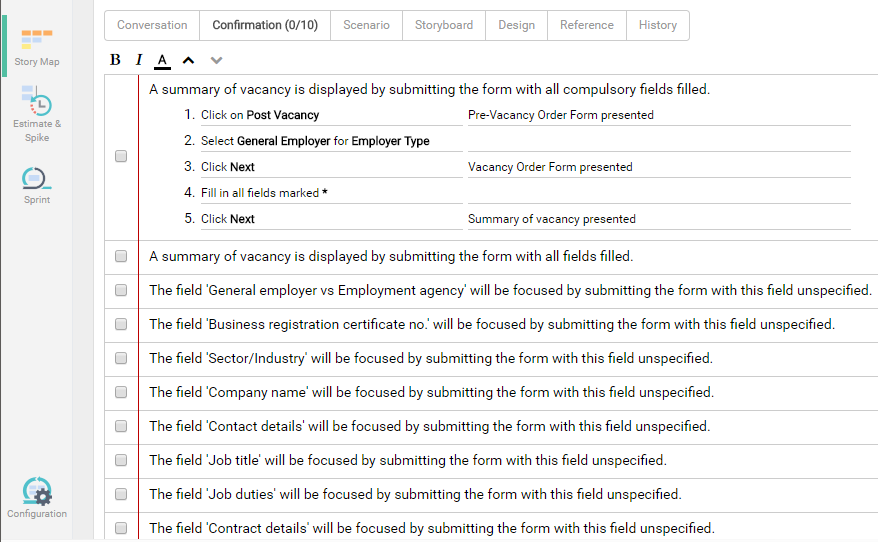 Conversation Confirmation (0/10) Scenario Storyboard Design Reference History
Story Map
Estimate &
Spike
Sprint
Configuration
B I A
A summary of vacancy is displayed by submitting the form with all compulsory fields filled.
1. Click on Post Vacancy Pre-Vacancy Order Form presented
2. Select General Employer for Employer Type
3. Click Next Vacancy Order Form presented
4. Fill in all fields marked *
5. Click Next Summary of vacancy presented
A summary of vacancy is displayed by submitting the form with all fields filled.
The field 'General employer vs Employment agency' will be focused by submitting the form with this field unspecified.
The field 'Business registration certificate no.' will be focused by submitting the form with this field unspecified.
The field 'Sector/Industry' will be focused by submitting the form with this field unspecified.
The field 'Company name' will be focused by submitting the form with this field unspecified.
The field 'Contact details' will be focused by submitting the form with this field unspecified.
The field 'Job title' will be focused by submitting the form with this field unspecified.
The field 'Job duties' will be focused by submitting the form with this field unspecified.
The field 'Contract details' will be focused by submitting the form with this field unspecified.